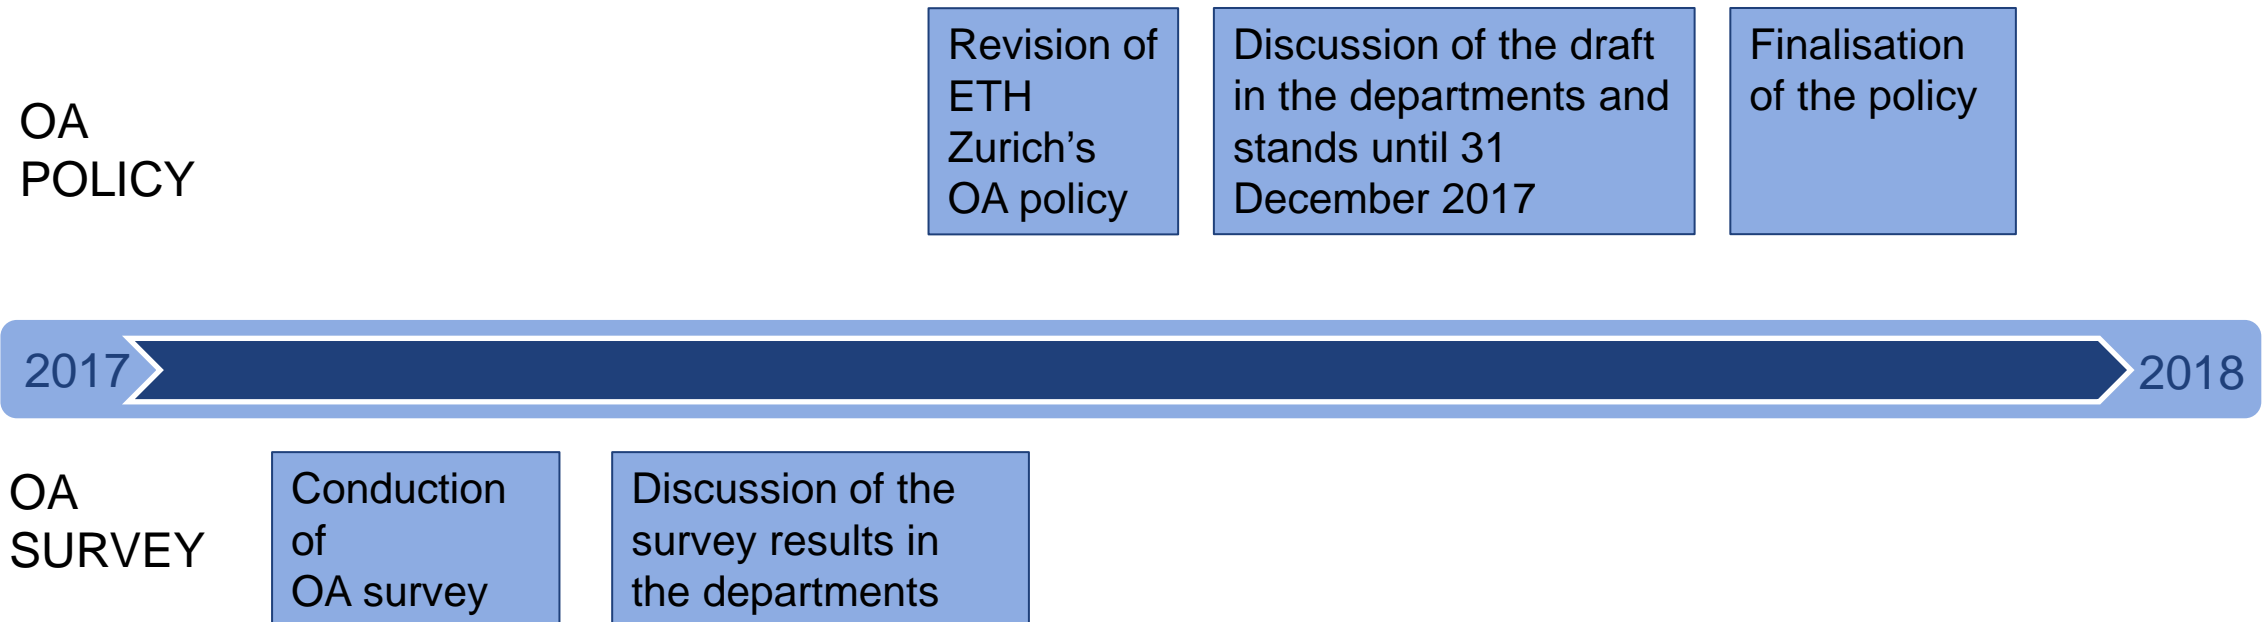 OA
POLICY
Revision of
ETH
Zurich’s
OA policy
Discussion of the draft
in the departments and
stands until 31
December 2017
Finalisation
of the policy
2017
2018
OA
SURVEY
Conduction
of
OA survey
Discussion of the
survey results in
the departments